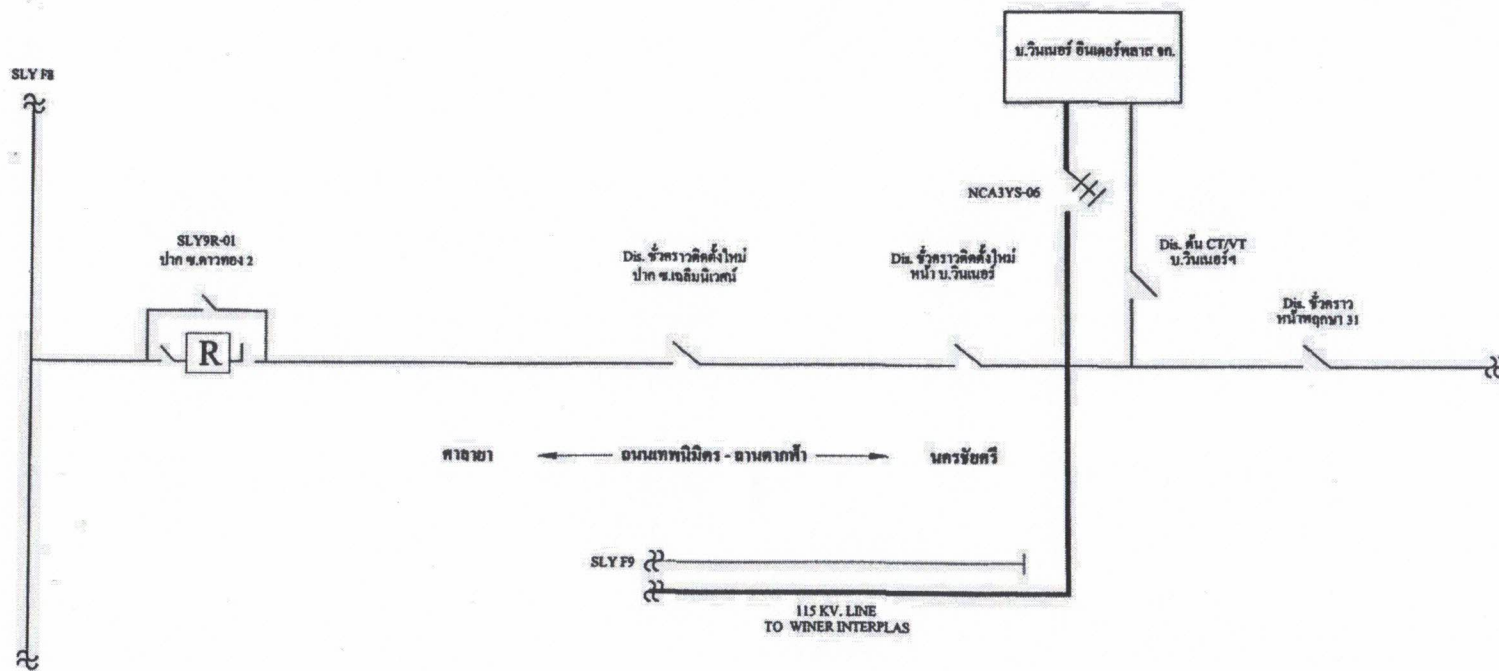 บ.วินเนอร์ อินเตอร์พลาส จก.
SLY F8
NCA3YS-06
SLY9R-01
ปาก ซ.ดาวทอง 2
Dis. ชั่วคราวติดตั้งใหม่
ปาก ซ.เฉลิมนิเวศน์
Dis. ชั่วคราวติดตั้งใหม่
หน้า บ.วินเนอร์
Dis. ต้น CT/VT
บ.วินเนอร์ฯ
Dis. ชั่วคราว
หน้าพฤกษา 31
R
ศาลายา
ถนนเทพนิมิตร - ลานตากฟ้า
นครชัยศรี
SLY F9
115 KV. LINE
TO WINER INTERPLAS